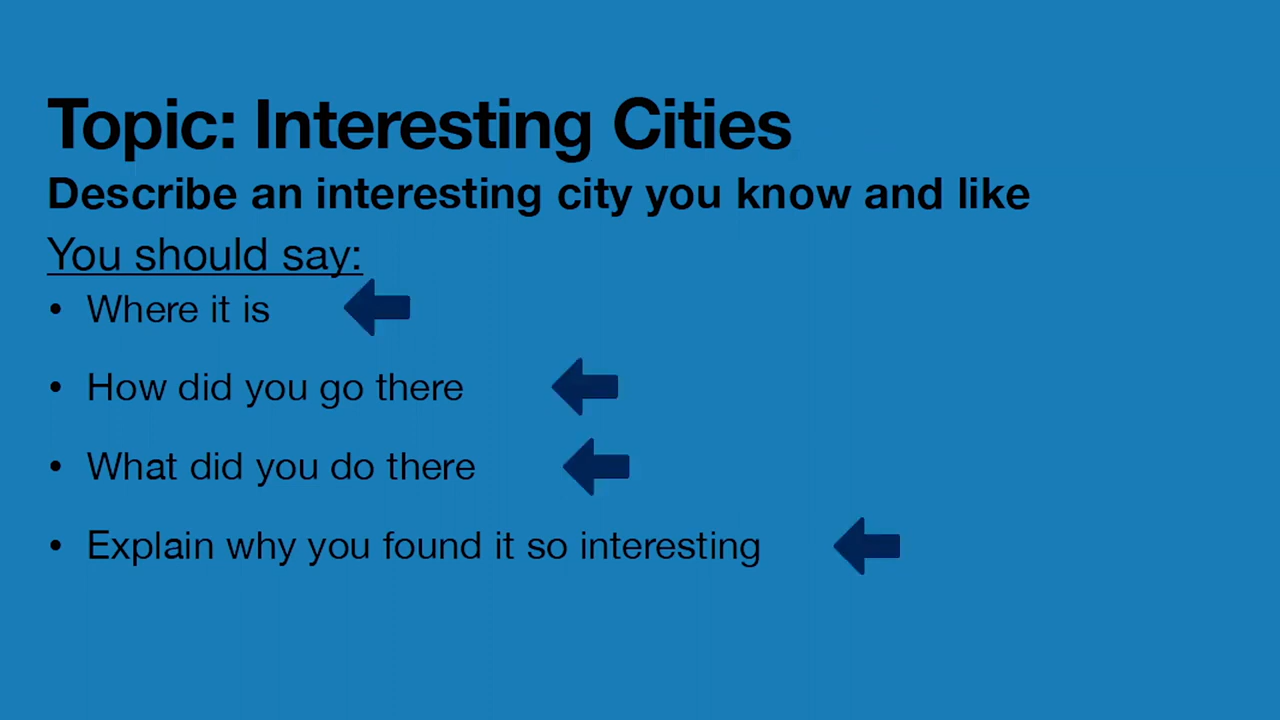 Topic: Interesting Cities
Describe an interesting city you know and like
You should say:
• Where it is
• How did you go there
• What did you do there
• Explain why you found it so interesting